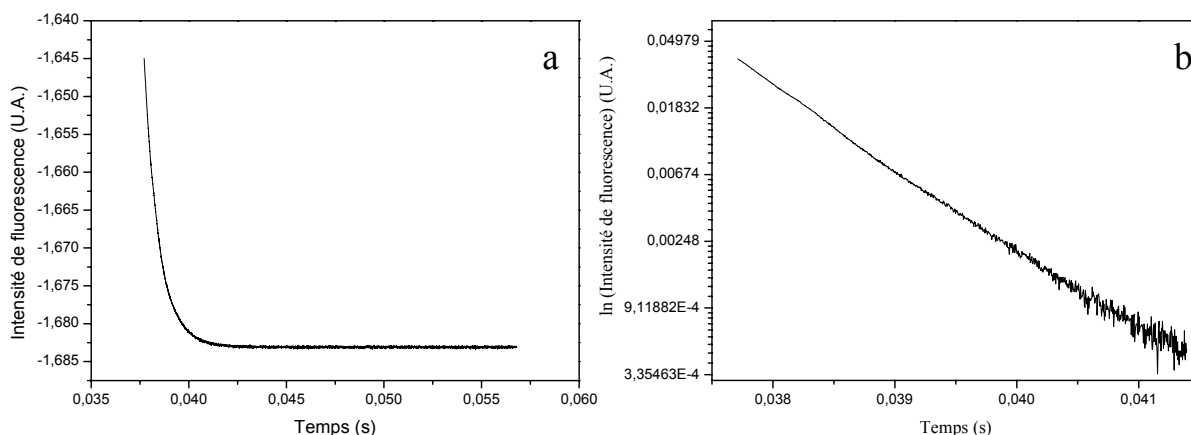 a
-1,640
-1,645
-1,650
-1,655
-1,660
-1,665
-1,670
-1,675
-1,680
-1,685
Intensité de fluorescence (U.A.)
0,035 0,040 0,045 0,050 0,055 0,060
Temps (s)
b
0,04979
0,01832
0,00674
0,00248
9,11882E-4
3,35463E-4
ln (Intensité de fluorescence) (U.A.)
0,038 0,039 0,040 0,041
Temps (s)